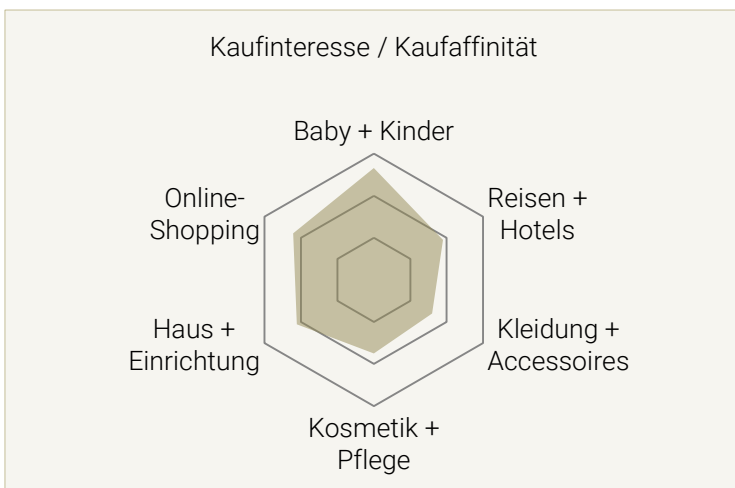 Kaufinteresse / Kaufaffinität
Baby + Kinder
Online-
Shopping
Reisen +
Hotels
Haus +
Einrichtung
Kleidung +
Accessoires
Kosmetik +
Pflege